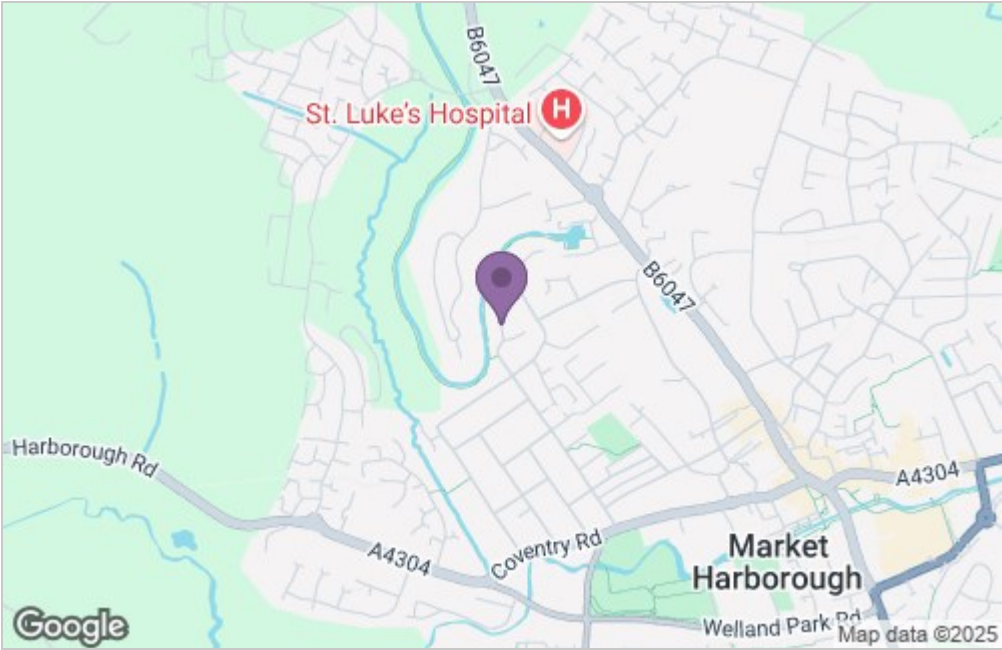 B6047
St. Luke's Hospital
H
B6047
Harborough Rd
A4304
A4304
Coventry Rd
Market
Harborough
Welland Park Rd
Google
Map data ©2025